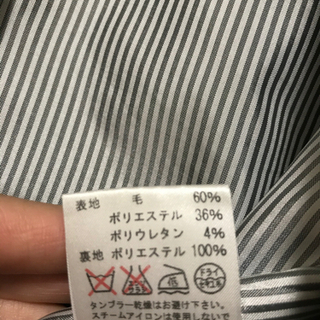 表地 毛 60%
ポリエステル 36%
ポリウレタン 4%
裏地 ポリエステル 100%
低 ドライ
タンブラー乾燥はお避け下さい。
スチームアイロンは使用しない